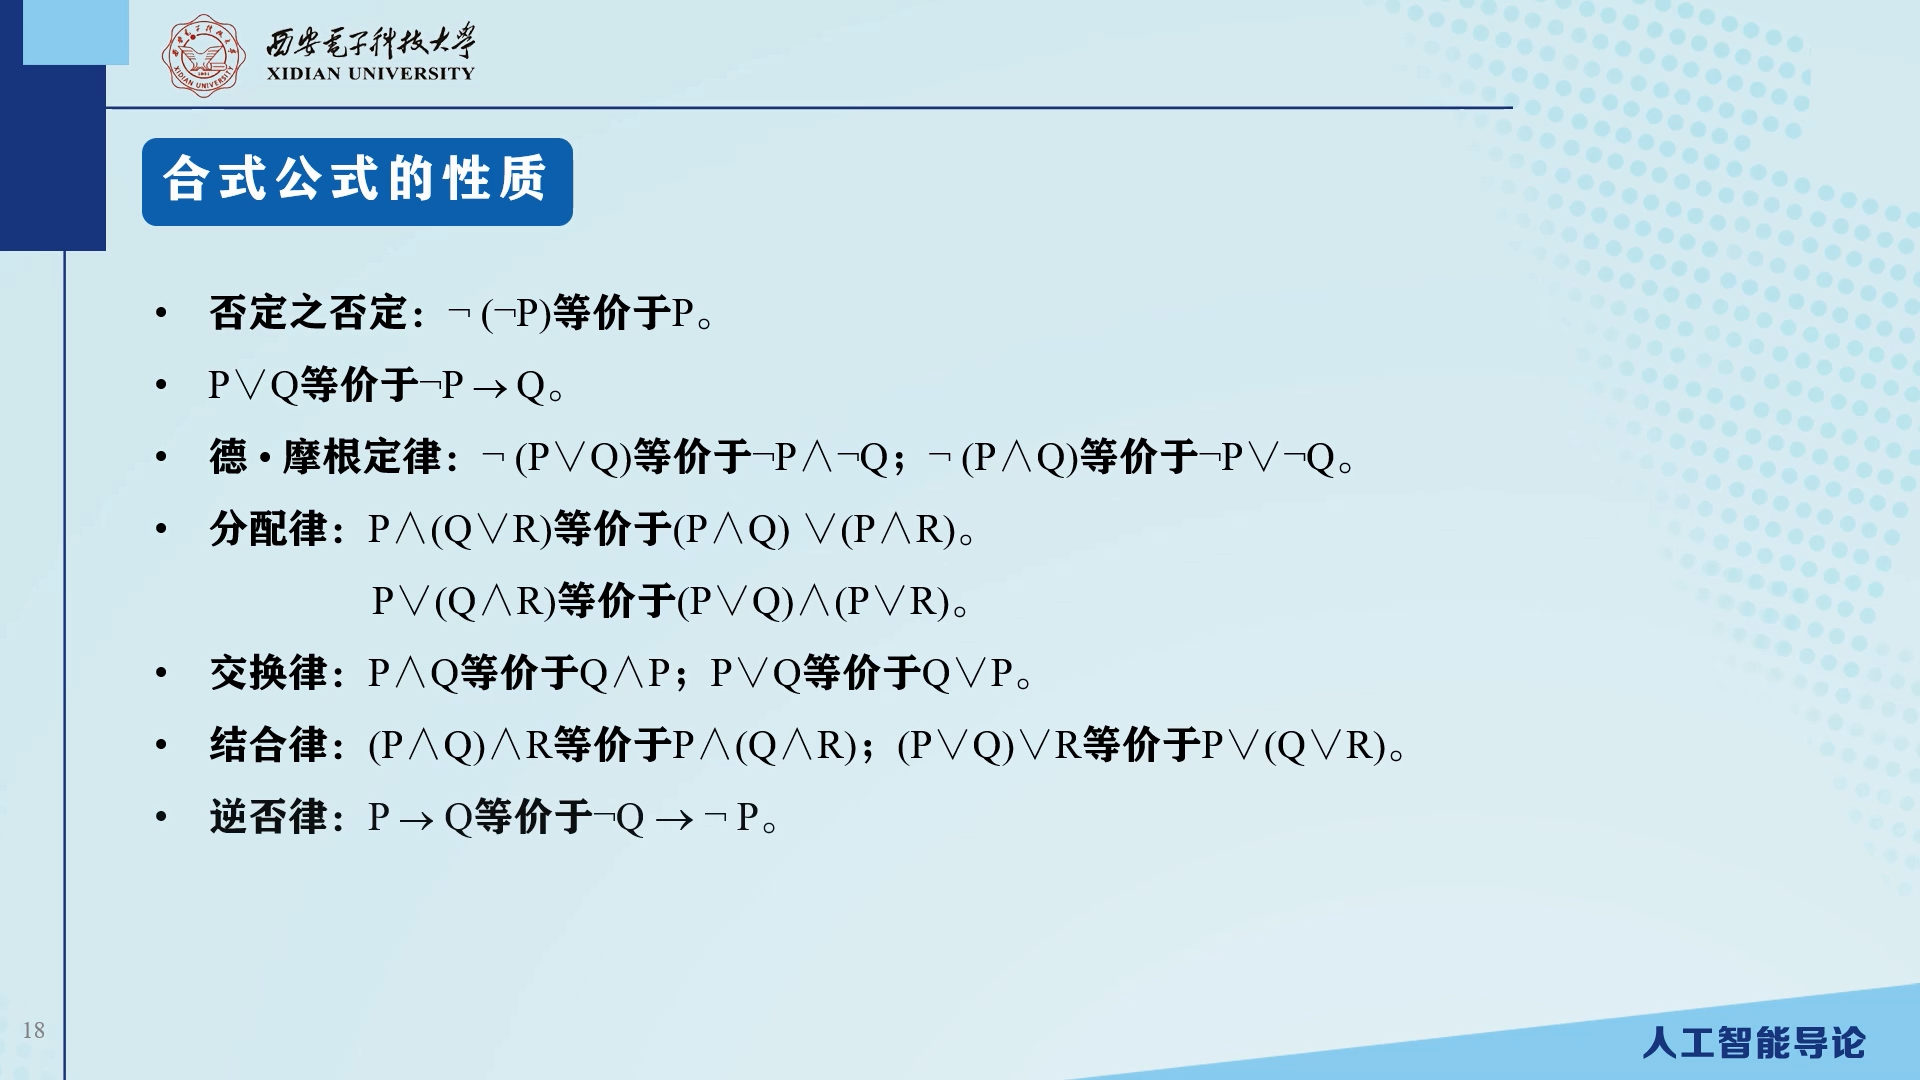 西安电子科技大学
XIDIAN UNIVERSITY
合式公式的性质
• 否定之否定：¬ (¬P)等价于P。
• P∨Q等价于¬P → Q。
• 德·摩根定律：¬ (P∨Q)等价于¬P∧¬Q；¬ (P∧Q)等价于¬P∨¬Q。
• 分配律：P∧(Q∨R)等价于(P∧Q) ∨(P∧R)。
P∨(Q∧R)等价于(P∨Q)∧(P∨R)。
• 交换律：P∧Q等价于Q∧P；P∨Q等价于Q∨P。
• 结合律：(P∧Q)∧R等价于P∧(Q∧R)；(P∨Q)∨R等价于P∨(Q∨R)。
• 逆否律：P → Q等价于¬Q → ¬ P。
18
人工智能导论